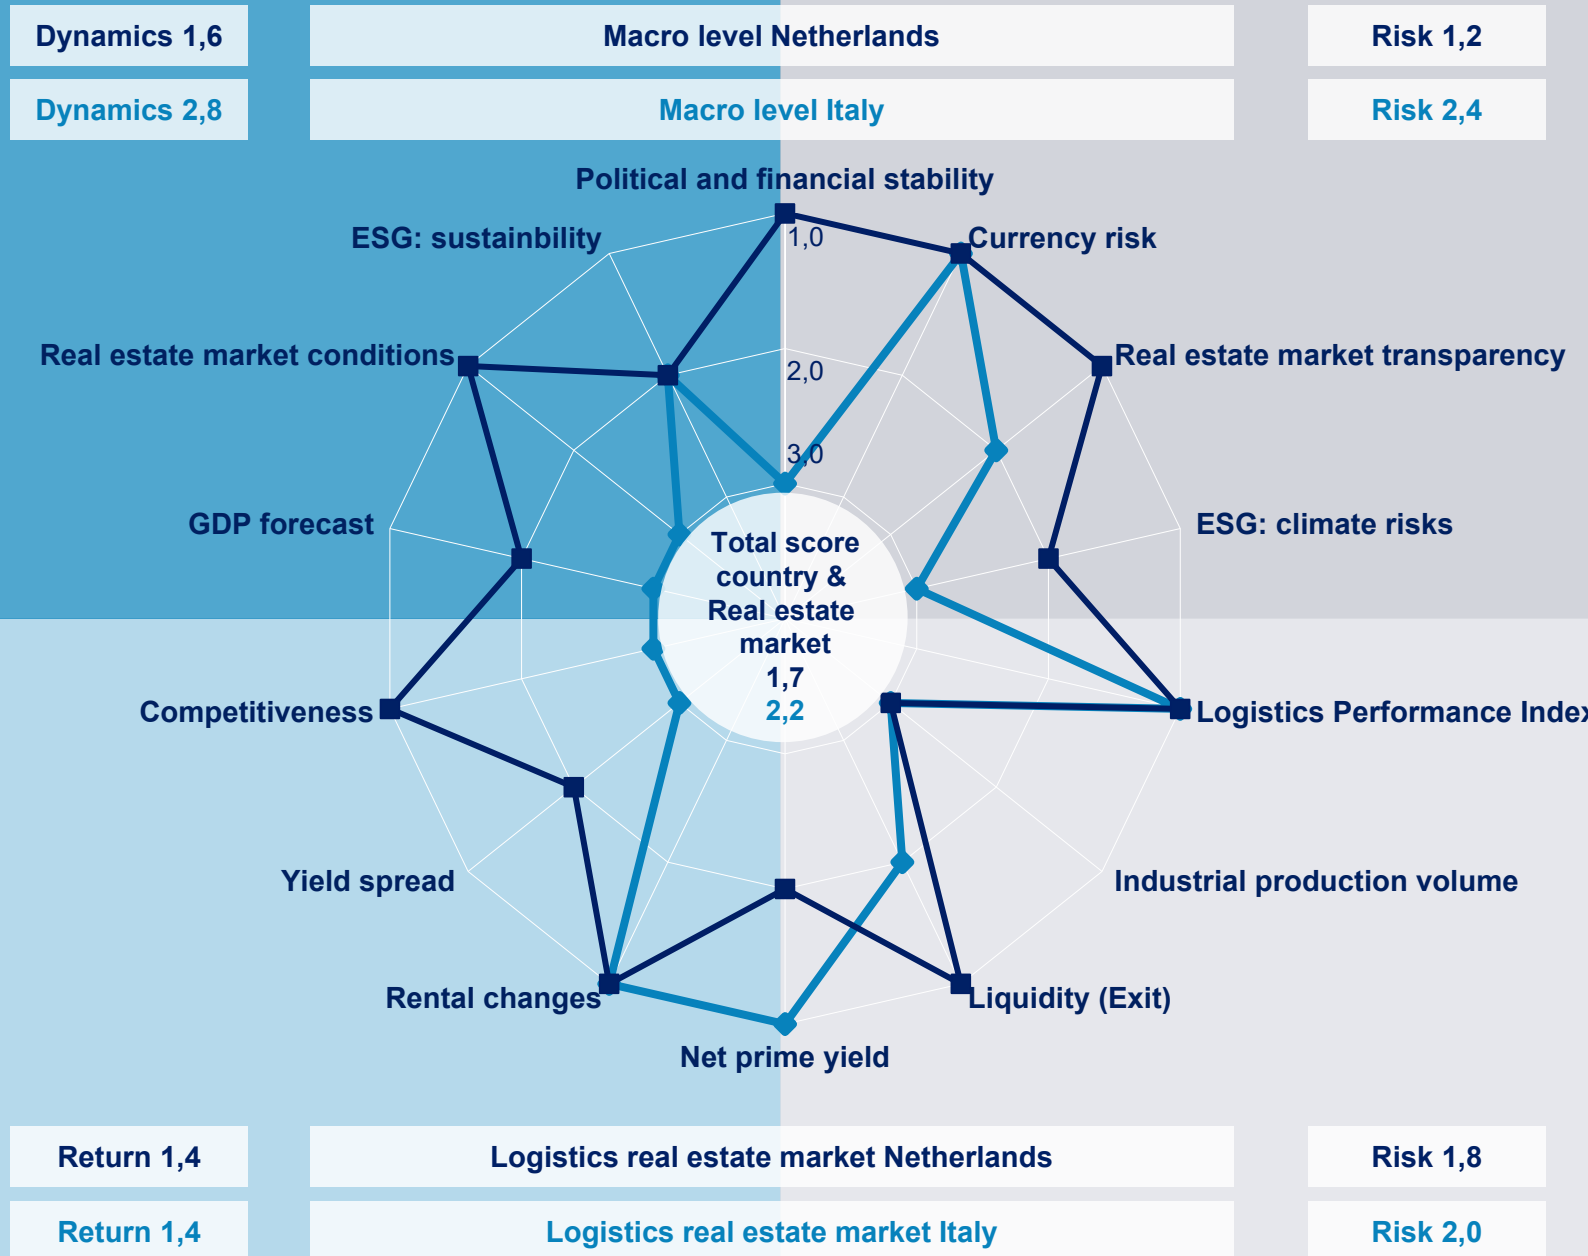 Dynamics 1,6
Macro level Netherlands
Risk 1,2
Dynamics 2,8
Macro level Italy
Risk 2,4
Political and financial stability
ESG: sustainbility
1,0
Currency risk
Real estate market conditions
2,0
Real estate market transparency
3,0
GDP forecast
ESG: climate risks
Total score
country &
Real estate
market
1,7
2,2
Competitiveness
Logistics Performance Index
Yield spread
Industrial production volume
Rental changes
Liquidity (Exit)
Net prime yield
Return 1,4
Logistics real estate market Netherlands
Risk 1,8
Return 1,4
Logistics real estate market Italy
Risk 2,0